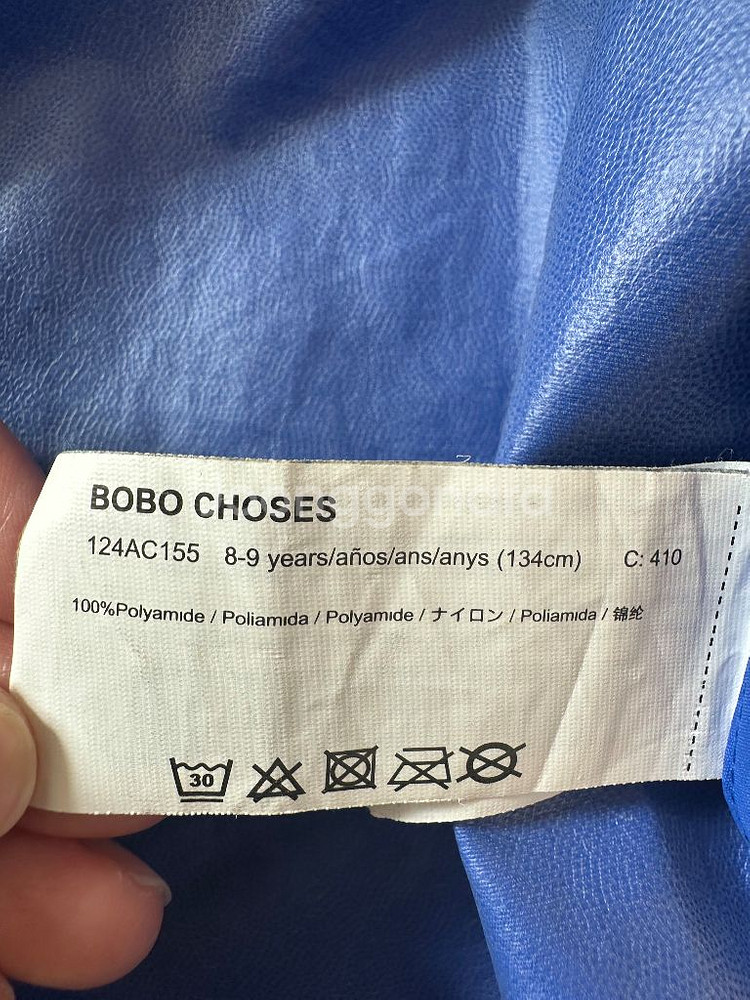 BOBO CHOSES
124AC155 8-9 years/años/ans/anys (134cm) C: 410
100%Polyamide / Poliamida / Polyamide / ナイロン / Poliamida / 锦纶
30